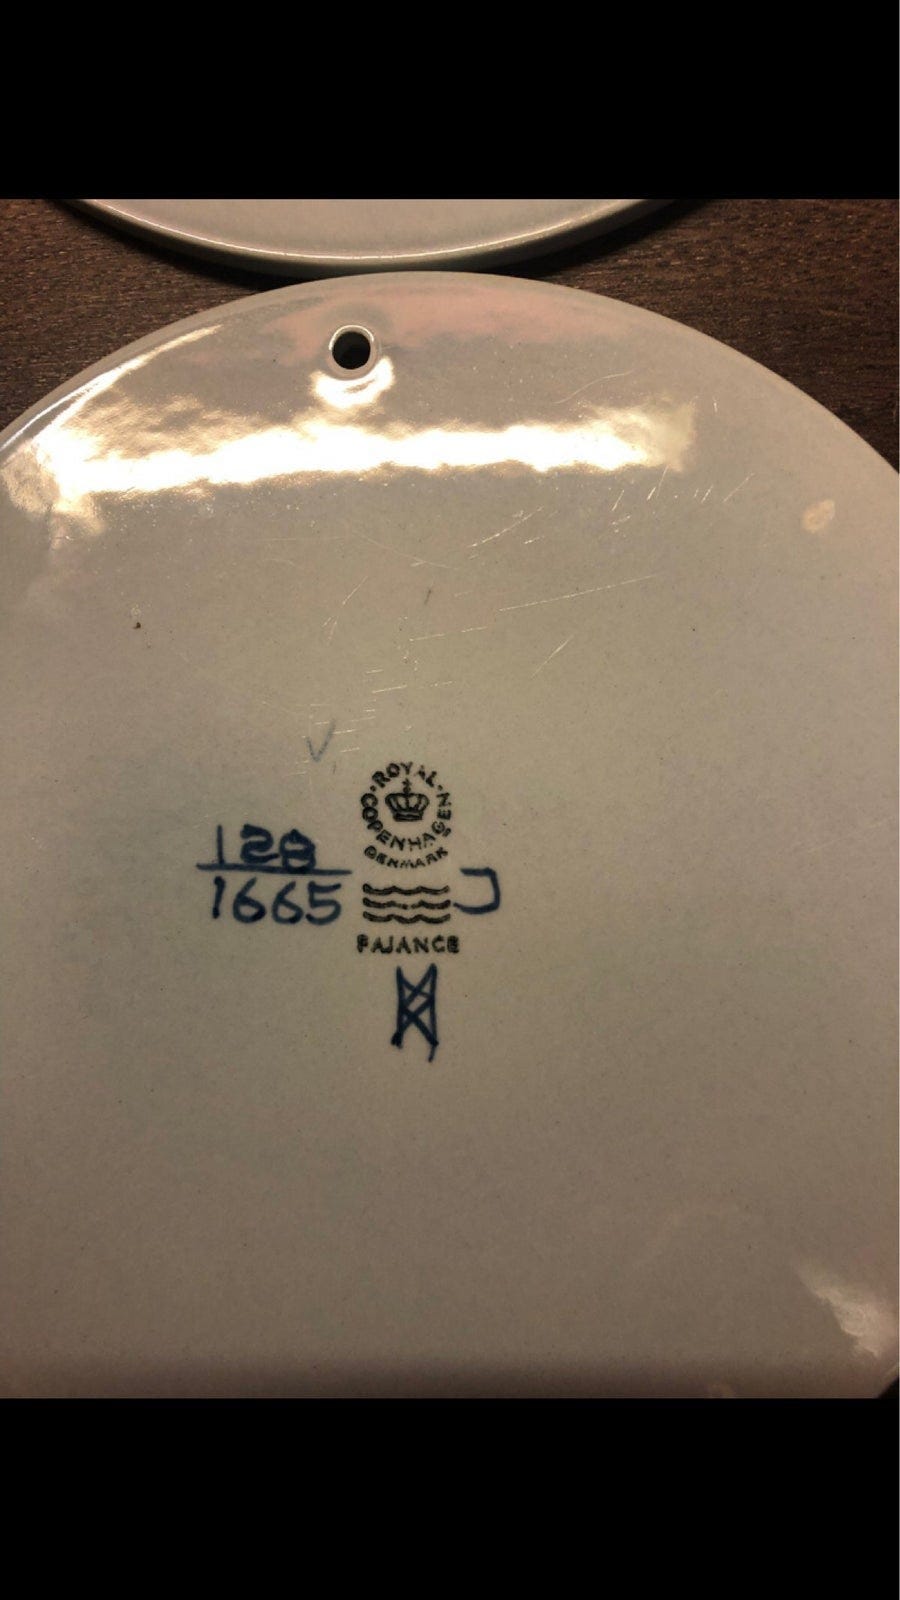 ROYAL
COPENHAGEN
DENMARK
128
1665
FAJANCE